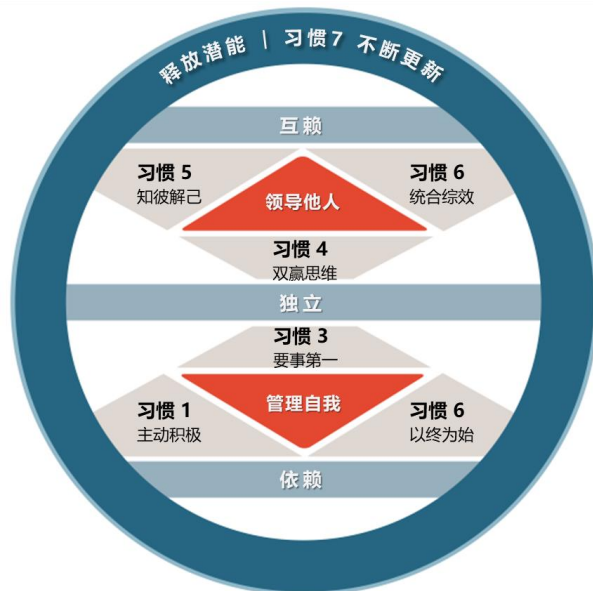 释放潜能 | 习惯7 不断更新
互赖
习惯 5
知彼解己
领导他人
习惯 6
统合综效
习惯 4
双赢思维
独立
习惯 3
要事第一
习惯 1
主动积极
管理自我
习惯 6
以终为始
依赖